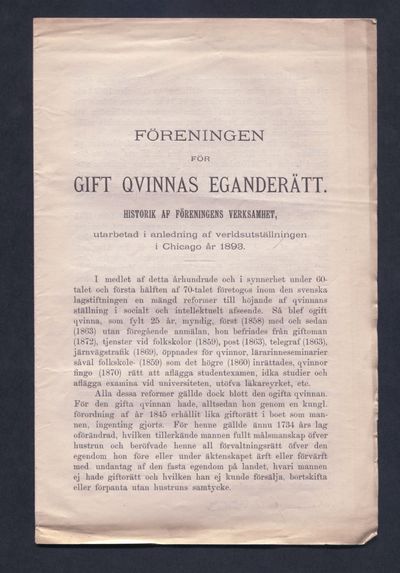 FÖRENINGEN
FÖR
GIFT QVINNAS EGANDERÄTT.
HISTORIK AF FÖRENINGENS VERKSAMHET,
utarbetad i anledning af verldsutställningen
i Chicago år 1893.
I medlet af detta århundrade och i synnerhet under 60-
talet och första hälften af 70-talet företogos inom den svenska
lagstiftningen en mängd reformer till höjande af qvinnans
ställning i socialt och intellektuelt afseende. Så blef ogift
qvinna, som fylt 25 år, myndig, först (1858) med och sedan
(1863) utan föregående anmälan, hon befriades från giftoman
(1872), tjenster vid folkskolor (1859), post (1863), telegraf (1863),
järnvägstrafik (1869), öppnades för qvinnor, lärarinneseminarier
såväl folkskole- (1859) som det högre (1860) inrättades, qvinnor
fingo (1870) rätt att aflägga studentexamen, idka studier och
aflägga examina vid universiteten, utöfva läkareyrket, etc.
Alla dessa reformer gällde dock blott den ogifta qvinnan.
För den gifta qvinnan hade, alltsedan hon genom en kungl.
förordning af år 1845 erhållit lika giftorätt i boet som man-
nen, ingenting gjorts. För henne gällde ännu 1734 års lag
oförändrad, hvilken tillerkände mannen fullt målsmanskap öfver
hustrun och beröfvade henne all förvaltningsrätt öfver den
egendom hon före eller under äktenskapet ärft eller förvärft
med undantag af den fasta egendom på landet, hvari mannen
ej hade giftorätt och hvilken han ej kunde försälja, bortskifta
eller förpanta utan hustruns samtycke.